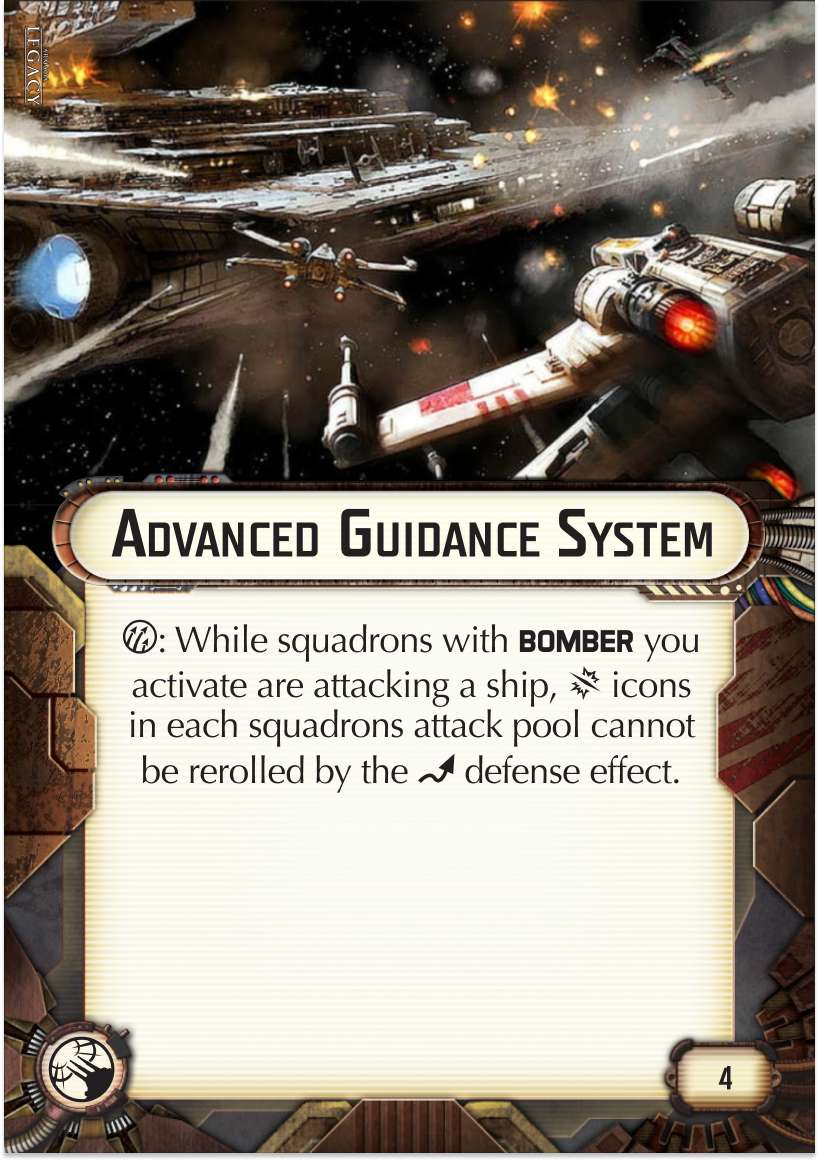 LEGACY
Advanced Guidance System
: While squadrons with BOMBER you
activate are attacking a ship, icons
in each squadrons attack pool cannot
be rerolled by the defense effect.
4